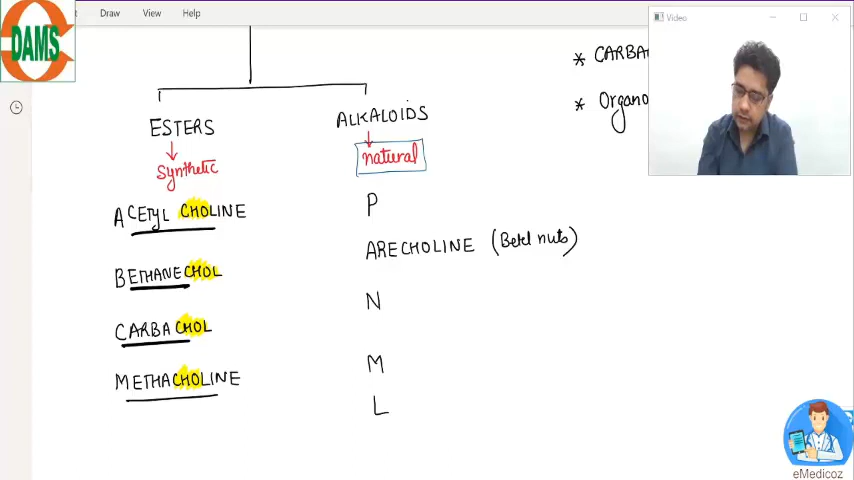 DAMS
Draw View Help
Video
* CARBA
* Organo
ESTERS
Synthetic
ALKALOIDS
natural
ACETYL CHOLINE
BETHANECHOL
CARBACHOL
METHACHOLINE
P
ARECHOLINE (Betel nuts)
N
M
L
eMedicoz